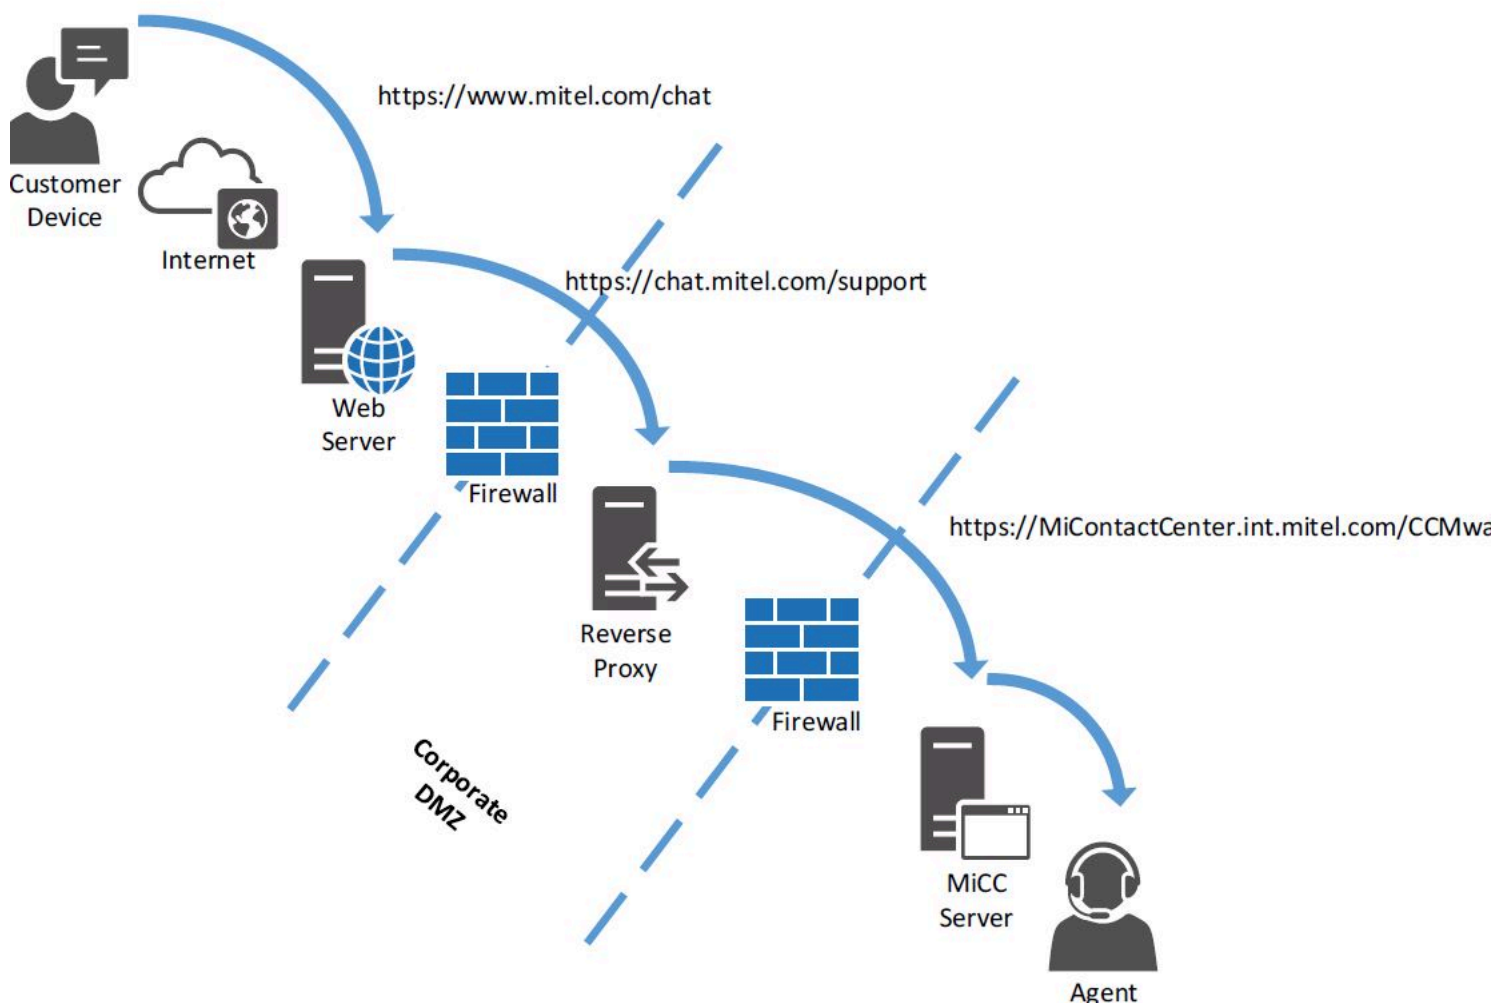 https://www.mitel.com/chat
Customer
Device
Internet
https://chat.mitel.com/support
Web
Server
Firewall
https://MiContactCenter.int.mitel.com/CCMwa
Reverse
Proxy
Firewall
Corporate
DMZ
MiCC
Server
Agent